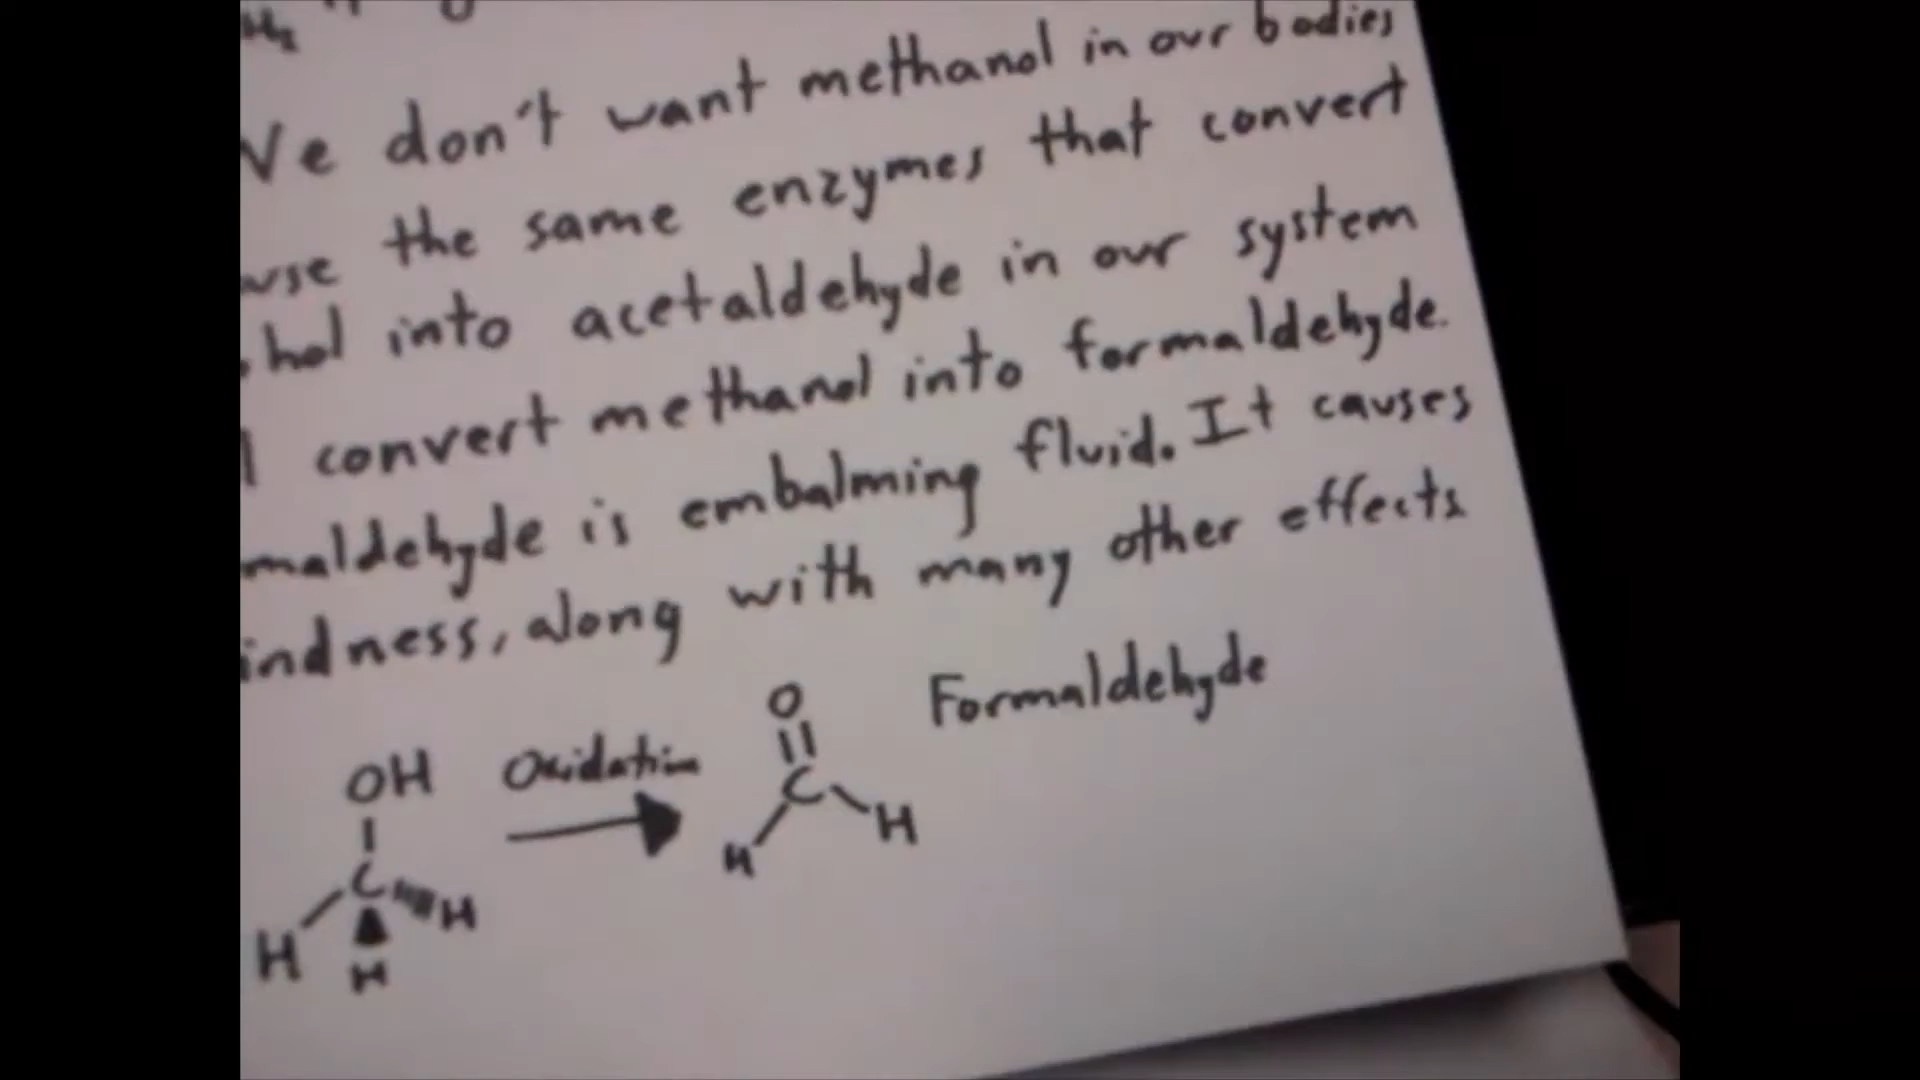 H₂
We don't want methanol in our bodies
the same enzymes that convert
into acetaldehyde in our system
convert methanol into formaldehyde.
maldehyde is embalming fluid. It causes
indness, along with many other effects
Formaldehyde
OH Oxidation O
C
C H
H H
H
H